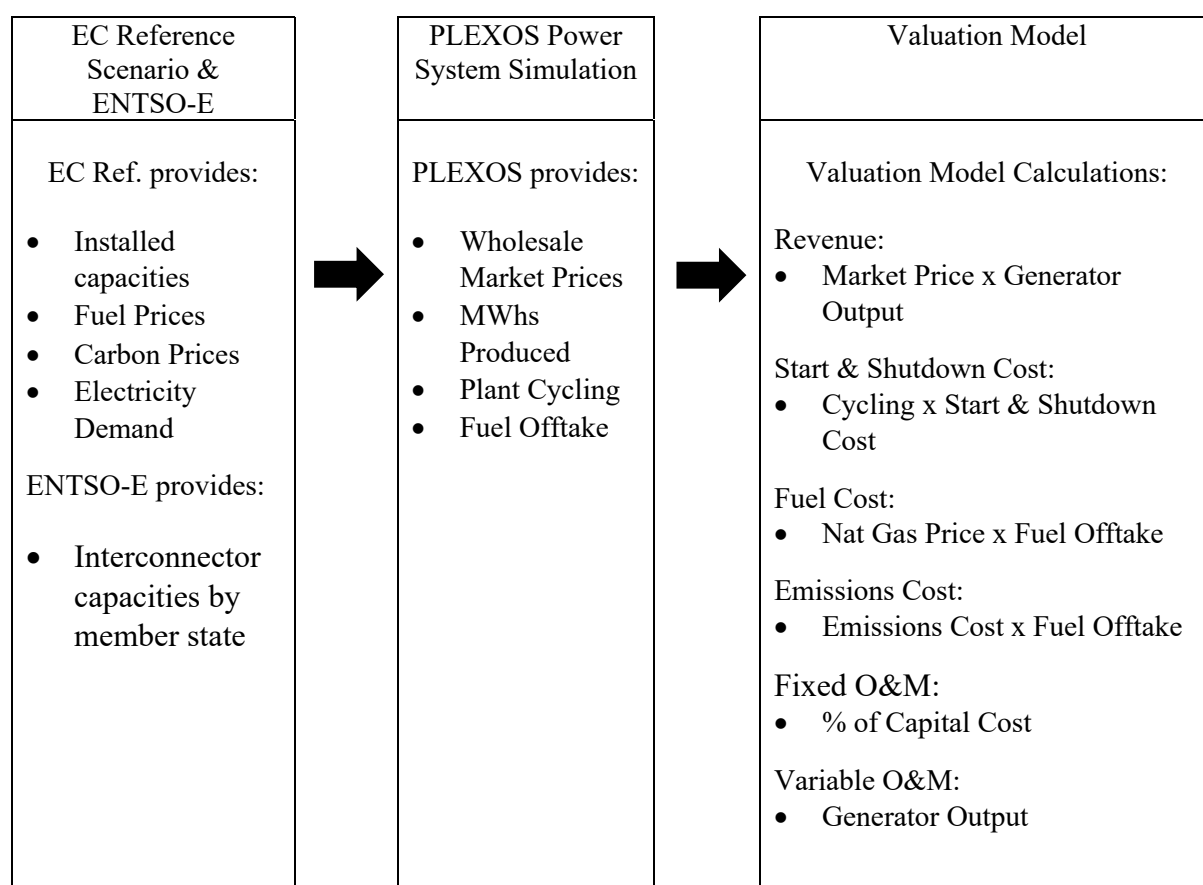 EC Reference
Scenario &
ENTSO-E
EC Ref. provides:
• Installed
capacities
• Fuel Prices
• Carbon Prices
• Electricity
Demand
ENTSO-E provides:
• Interconnector
capacities by
member state
PLEXOS Power
System Simulation
PLEXOS provides:
• Wholesale
Market Prices
• MWhs
Produced
• Plant Cycling
• Fuel Offtake
Valuation Model
Valuation Model Calculations:
Revenue:
• Market Price x Generator
Output
Start & Shutdown Cost:
• Cycling x Start & Shutdown
Cost
Fuel Cost:
• Nat Gas Price x Fuel Offtake
Emissions Cost:
• Emissions Cost x Fuel Offtake
Fixed O&M:
• % of Capital Cost
Variable O&M:
• Generator Output